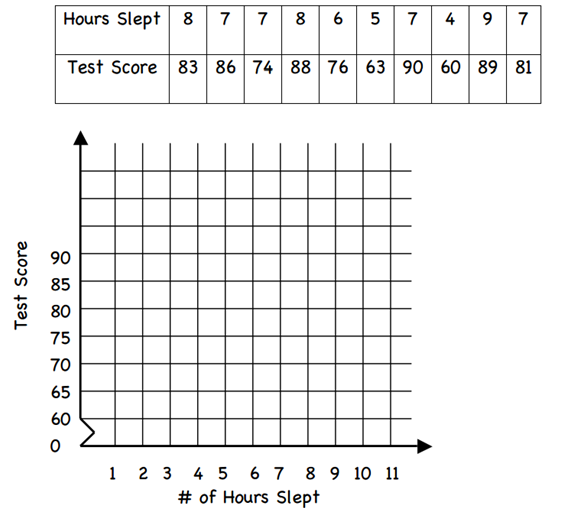 Hours Slept 8 7 7 8 6 5 7 4 9 7
Test Score 83 86 74 88 76 63 90 60 89 81
Test Score
90
85
80
75
70
65
60
0
1 2 3 4 5 6 7 8 9 10 11
# of Hours Slept